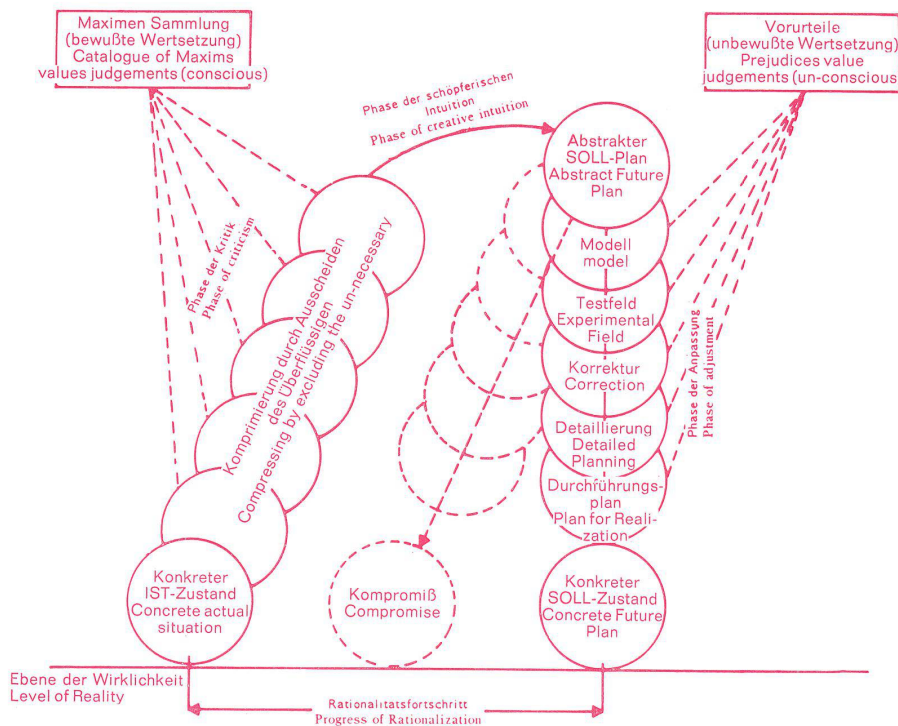 Maximen Sammlung
(bewußte Wertsetzung)
Catalogue of Maxims
values judgements (conscious)
Vorurteile
(unbewußte Wertsetzung)
Prejudices value
judgements (un-conscious
Phase der schöpferischen
Intuition
Phase of creative intuition
Abstrakter
SOLL-Plan
Abstract Future
Plan
Phase der Kritik
Phase of criticism
Komprimierung durch Ausscheiden
des Überflüssigen
Compressing by excluding the un-necessary
Modell
model
Testfeld
Experimental
Field
Korrektur
Correction
Detaillierung
Detailed
Planning
Durchführungs-
plan
Plan for Reali-
zation
Phase der Anpassung
Phase of adjustment
Konkreter
IST-Zustand
Concrete actual
situation
Kompromiß
Compromise
Konkreter
SOLL-Zustand
Concrete Future
Plan
Ebene der Wirklichkeit
Level of Reality
Rationalitatsfortschritt
Progress of Rationalization